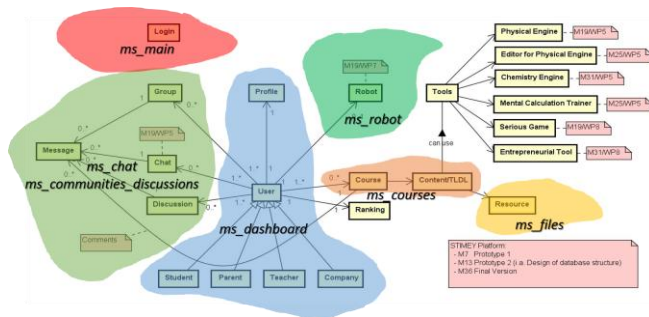 Login
ms_main
Physical Engine
M19/WP5
Editor for Physical Engine
M25/WP5
Chemistry Engine
M31/WP5
Mental Calculation Trainer
M25/WP5
Serious Game
M19/WP8
Entrepreneurial Tool
M31/WP8
Tools
can use
M19/WP7
Robot
ms_robot
Group
Profile
Message
M19/WP5
Chat
ms_chat
ms_communities_discussions
Discussion
Comments
User
ms_dashboard
Course
Content/TLDL
ms_courses
Ranking
Resource
ms_files
Student
Parent
Teacher
Company
STIMEY Platform:
- M7 Prototype 1
- M13 Prototype 2 (i.a. Design of database structure)
- M36 Final Version